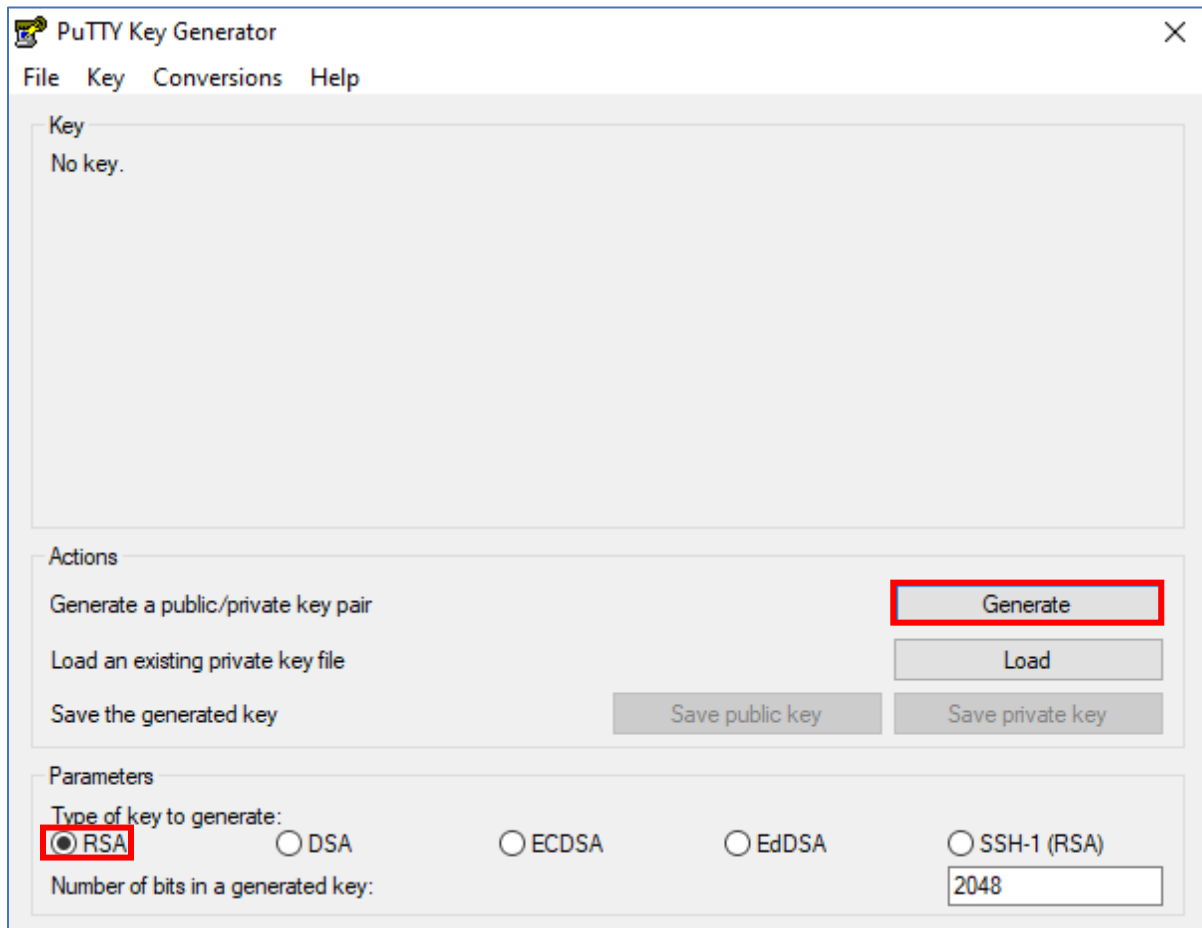 PuTTY Key Generator
File Key Conversions Help
Key
No key.
Actions
Generate a public/private key pair Generate
Load an existing private key file Load
Save the generated key Save public key Save private key
Parameters
Type of key to generate:
RSA DSA ECDSA EdDSA SSH-1 (RSA)
Number of bits in a generated key: 2048